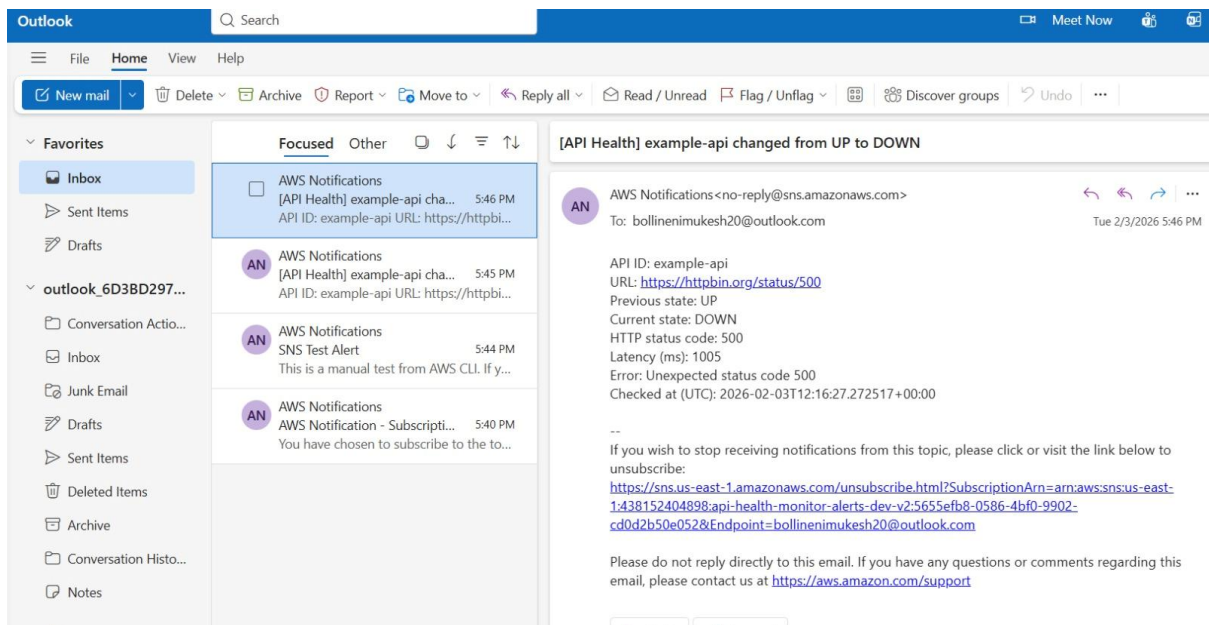 Outlook
Search
Meet Now
File Home View Help
New mail Delete Archive Report Move to Reply all Read / Unread Flag / Unflag Discover groups Undo ...
Favorites
Inbox
Sent Items
Drafts
outlook_6D3BD297...
Conversation Actio...
Inbox
Junk Email
Drafts
Sent Items
Deleted Items
Archive
Conversation Histo...
Notes
Focused Other
AWS Notifications
[API Health] example-api cha... 5:46 PM
API ID: example-api URL: https://httpbi...
AN
AWS Notifications
[API Health] example-api cha... 5:45 PM
API ID: example-api URL: https://httpbi...
AN
AWS Notifications
SNS Test Alert 5:44 PM
This is a manual test from AWS CLI. If y...
AN
AWS Notifications
AWS Notification - Subscripti... 5:40 PM
You have chosen to subscribe to the to...
[API Health] example-api changed from UP to DOWN
AN
AWS Notifications<no-reply@sns.amazonaws.com>
To: bollinenimukesh20@outlook.com
Tue 2/3/2026 5:46 PM
API ID: example-api
URL: https://httpbin.org/status/500
Previous state: UP
Current state: DOWN
HTTP status code: 500
Latency (ms): 1005
Error: Unexpected status code 500
Checked at (UTC): 2026-02-03T12:16:27.272517+00:00
--
If you wish to stop receiving notifications from this topic, please click or visit the link below to
unsubscribe:
https://sns.us-east-1.amazonaws.com/unsubscribe.html?SubscriptionArn=arn:aws:sns:us-east-
1:438152404898:api-health-monitor-alerts-dev-v2:5655efb8-0586-4bf0-9902-
cd0d2b50e052&Endpoint=bollinenimukesh20@outlook.com
Please do not reply directly to this email. If you have any questions or comments regarding this
email, please contact us at https://aws.amazon.com/support